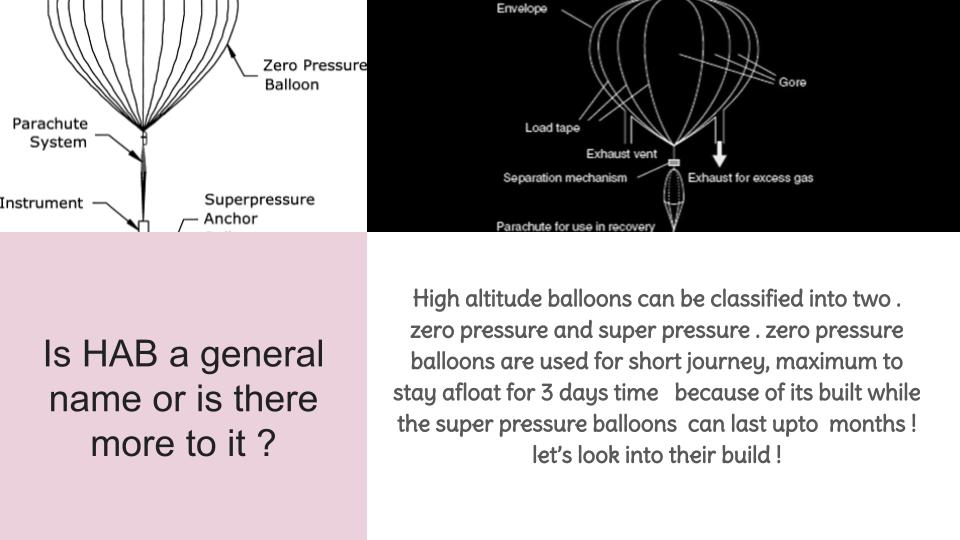 Zero Pressure
Balloon
Parachute
System
Instrument
Superpressure
Anchor
Envelope
Gore
Load tape
Exhaust vent
Separation mechanism
Exhaust for excess gas
Parachute for use in recovery
Is HAB a general
name or is there
more to it ?
High altitude balloons can be classified into two .
zero pressure and super pressure . zero pressure
balloons are used for short journey, maximum to
stay afloat for 3 days time because of its built while
the super pressure balloons can last upto months !
let’s look into their build !